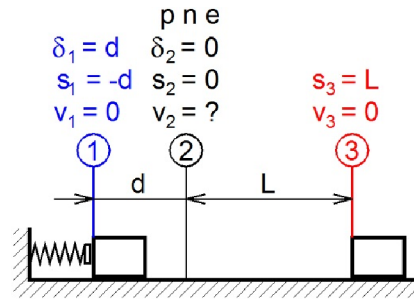 p n e
δ₁ = d
δ₂ = 0
s₁ = -d
s₂ = 0
s₃ = L
v₁ = 0
v₂ = ?
v₃ = 0
1
2
3
d
L